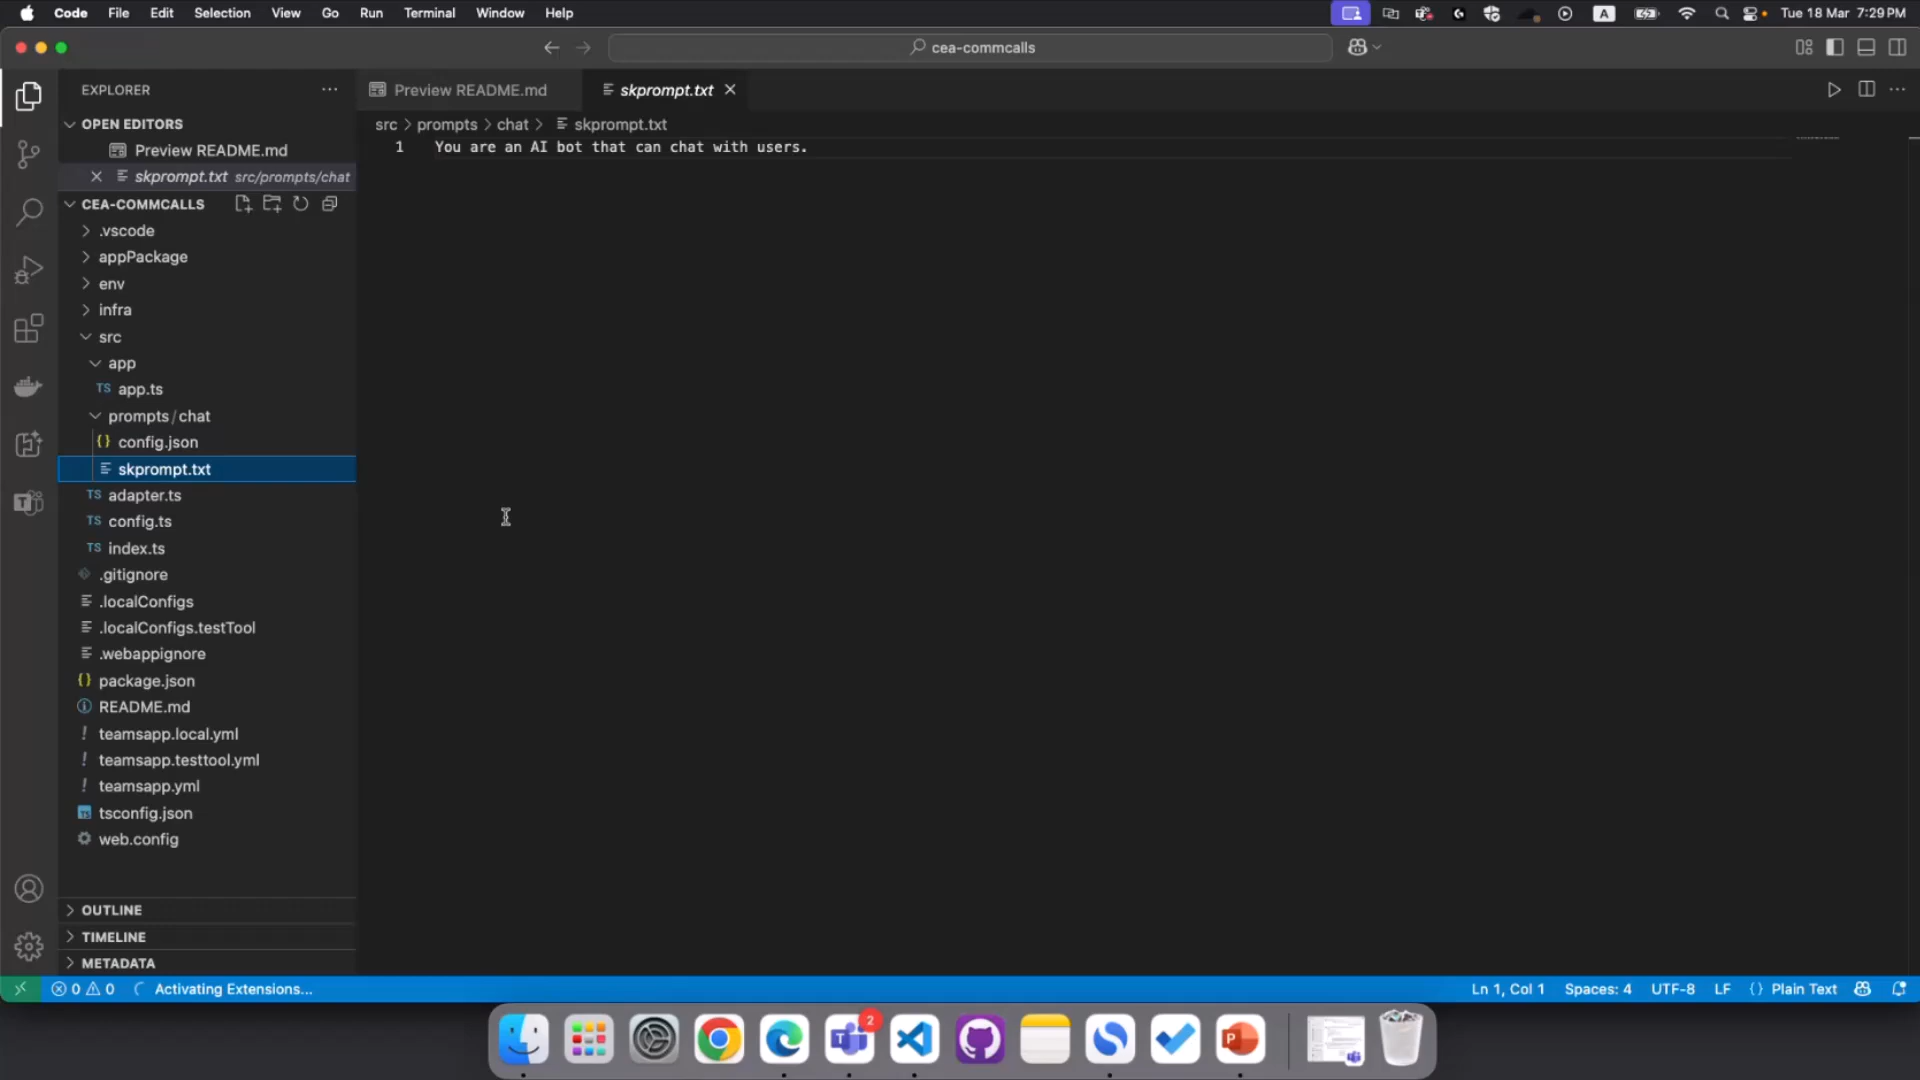 Code File Edit Selection View Go Run Terminal Window Help
A Tue 18 Mar 7:29 PM
cea-commcalls
EXPLORER
Preview README.md
skprompt.txt
OPEN EDITORS
src > prompts > chat > skprompt.txt
Preview README.md
1 You are an AI bot that can chat with users.
skprompt.txt src/prompts/chat
CEA-COMMCALLS
.vscode
appPackage
env
infra
src
app
TS app.ts
prompts/chat
{} config.json
skprompt.txt
TS adapter.ts
TS config.ts
TS index.ts
.gitignore
.localConfigs
.localConfigs.testTool
.webappignore
{} package.json
README.md
! teamsapp.local.yml
! teamsapp.testtool.yml
! teamsapp.yml
tsconfig.json
web.config
OUTLINE
TIMELINE
METADATA
0 0 Activating Extensions...
Ln 1, Col 1 Spaces: 4 UTF-8 LF {} Plain Text
2